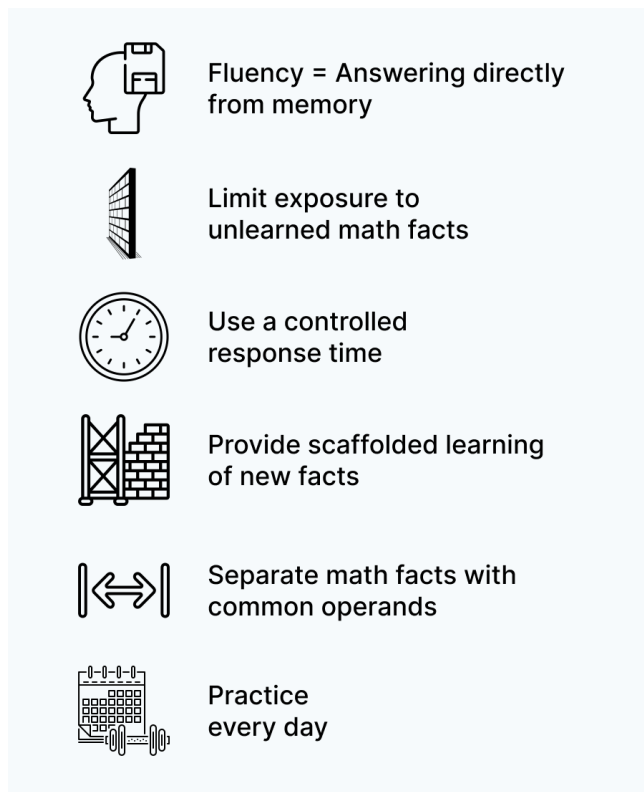 Fluency = Answering directly
from memory
Limit exposure to
unlearned math facts
Use a controlled
response time
Provide scaffolded learning
of new facts
Separate math facts with
common operands
Practice
every day